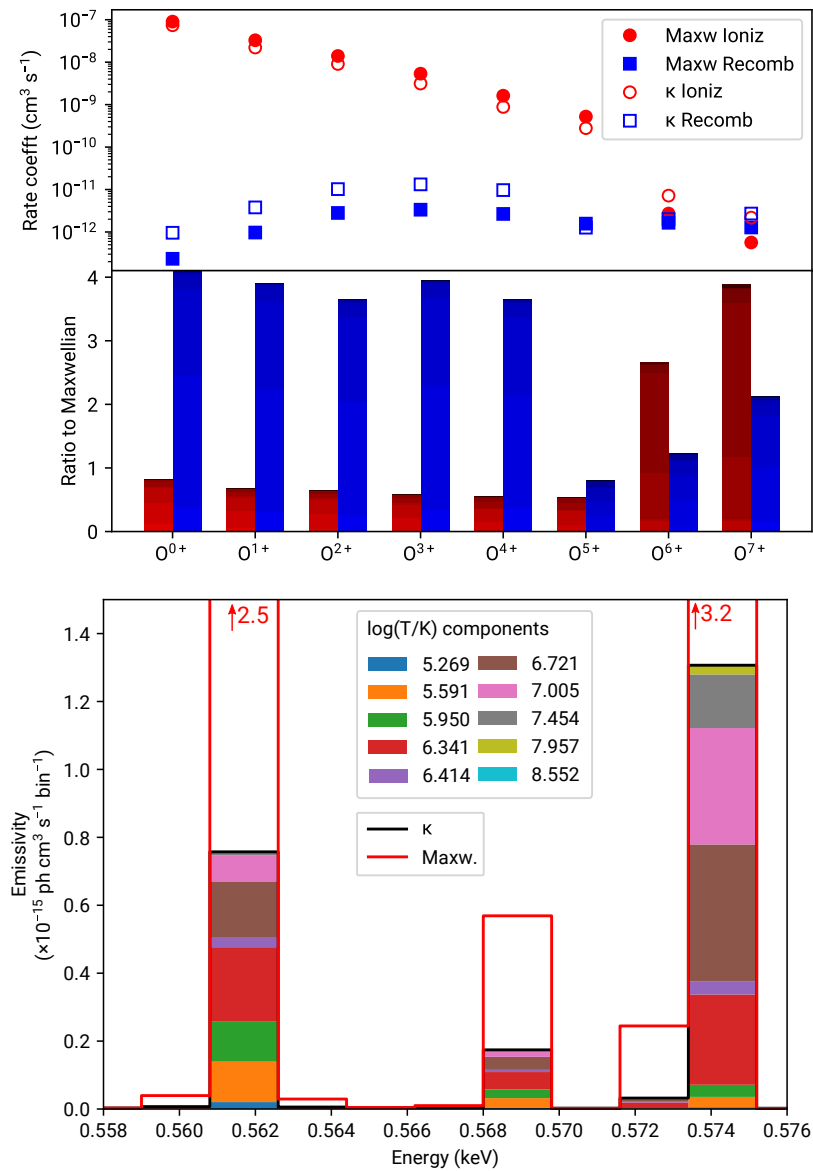 10⁻⁷
10⁻⁸
10⁻⁹
10⁻¹⁰
10⁻¹¹
10⁻¹²
Rate coefft (cm³ s⁻¹)
Maxw Ioniz
Maxw Recomb
κ Ioniz
κ Recomb
4
3
2
1
0
Ratio to Maxwellian
O⁰⁺ O¹⁺ O²⁺ O³⁺ O⁴⁺ O⁵⁺ O⁶⁺ O⁷⁺
2.5
3.2
log(T/K) components
5.269 6.721
5.591 7.005
5.950 7.454
6.341 7.957
6.414 8.552
κ
Maxw.
1.4
1.2
1.0
0.8
0.6
0.4
0.2
0.0
Emissivity
(×10⁻¹⁵ ph cm³ s⁻¹ bin⁻¹)
0.558 0.560 0.562 0.564 0.566 0.568 0.570 0.572 0.574 0.576
Energy (keV)